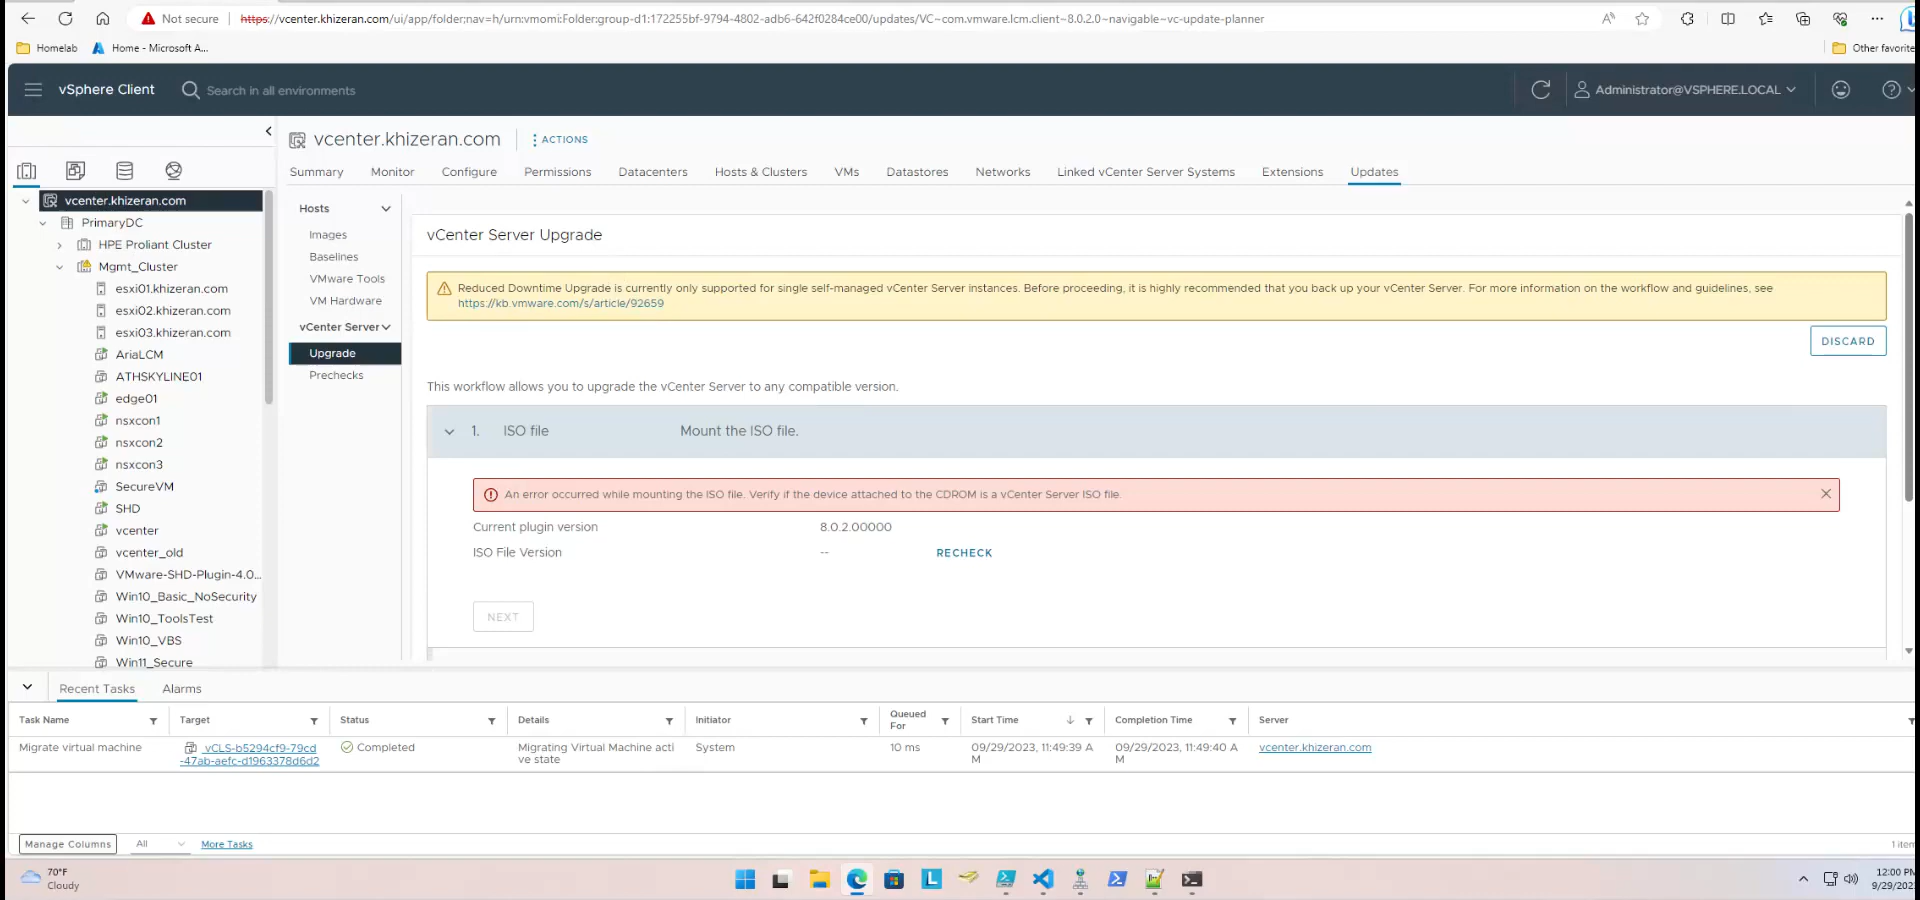 Not secure
https://vcenter.khizeran.com/ui/app/folder;nav=h/urn:vmomi:Folder:group-d1:172255bf-9794-4802-adb6-642f0284ce00/updates/VC~com.vmware.lcm.client~8.0.2.0~navigable~vc-update-planner
Homelab
Home - Microsoft A...
Other favorite
vSphere Client
Search in all environments
Administrator@VSPHERE.LOCAL
vcenter.khizeran.com
ACTIONS
Summary
Monitor
Configure
Permissions
Datacenters
Hosts & Clusters
VMs
Datastores
Networks
Linked vCenter Server Systems
Extensions
Updates
vcenter.khizeran.com
PrimaryDC
HPE Proliant Cluster
Mgmt_Cluster
esxi01.khizeran.com
esxi02.khizeran.com
esxi03.khizeran.com
AriaLCM
ATHSKYLINE01
edge01
nsxcon1
nsxcon2
nsxcon3
SecureVM
SHD
vcenter
vcenter_old
VMware-SHD-Plugin-4.0...
Win10_Basic_NoSecurity
Win10_ToolsTest
Win10_VBS
Win11_Secure
Hosts
Images
Baselines
VMware Tools
VM Hardware
vCenter Server
Upgrade
Prechecks
vCenter Server Upgrade
Reduced Downtime Upgrade is currently only supported for single self-managed vCenter Server instances. Before proceeding, it is highly recommended that you back up your vCenter Server. For more information on the workflow and guidelines, see
https://kb.vmware.com/s/article/92659
DISCARD
This workflow allows you to upgrade the vCenter Server to any compatible version.
1. ISO file Mount the ISO file.
An error occurred while mounting the ISO file. Verify if the device attached to the CDROM is a vCenter Server ISO file.
Current plugin version 8.0.2.00000
ISO File Version -- RECHECK
NEXT
Recent Tasks
Alarms
Task Name
Target
Status
Details
Initiator
Queued
For
Start Time
Completion Time
Server
Migrate virtual machine
vCLS-b5294cf9-79cd
-47ab-aefc-d1963378d6d2
Completed
Migrating Virtual Machine acti
ve state
System
10 ms
09/29/2023, 11:49:39 A
M
09/29/2023, 11:49:40 A
M
vcenter.khizeran.com
Manage Columns
All
More Tasks
1 item
70°F
Cloudy
12:00 PM
9/29/202